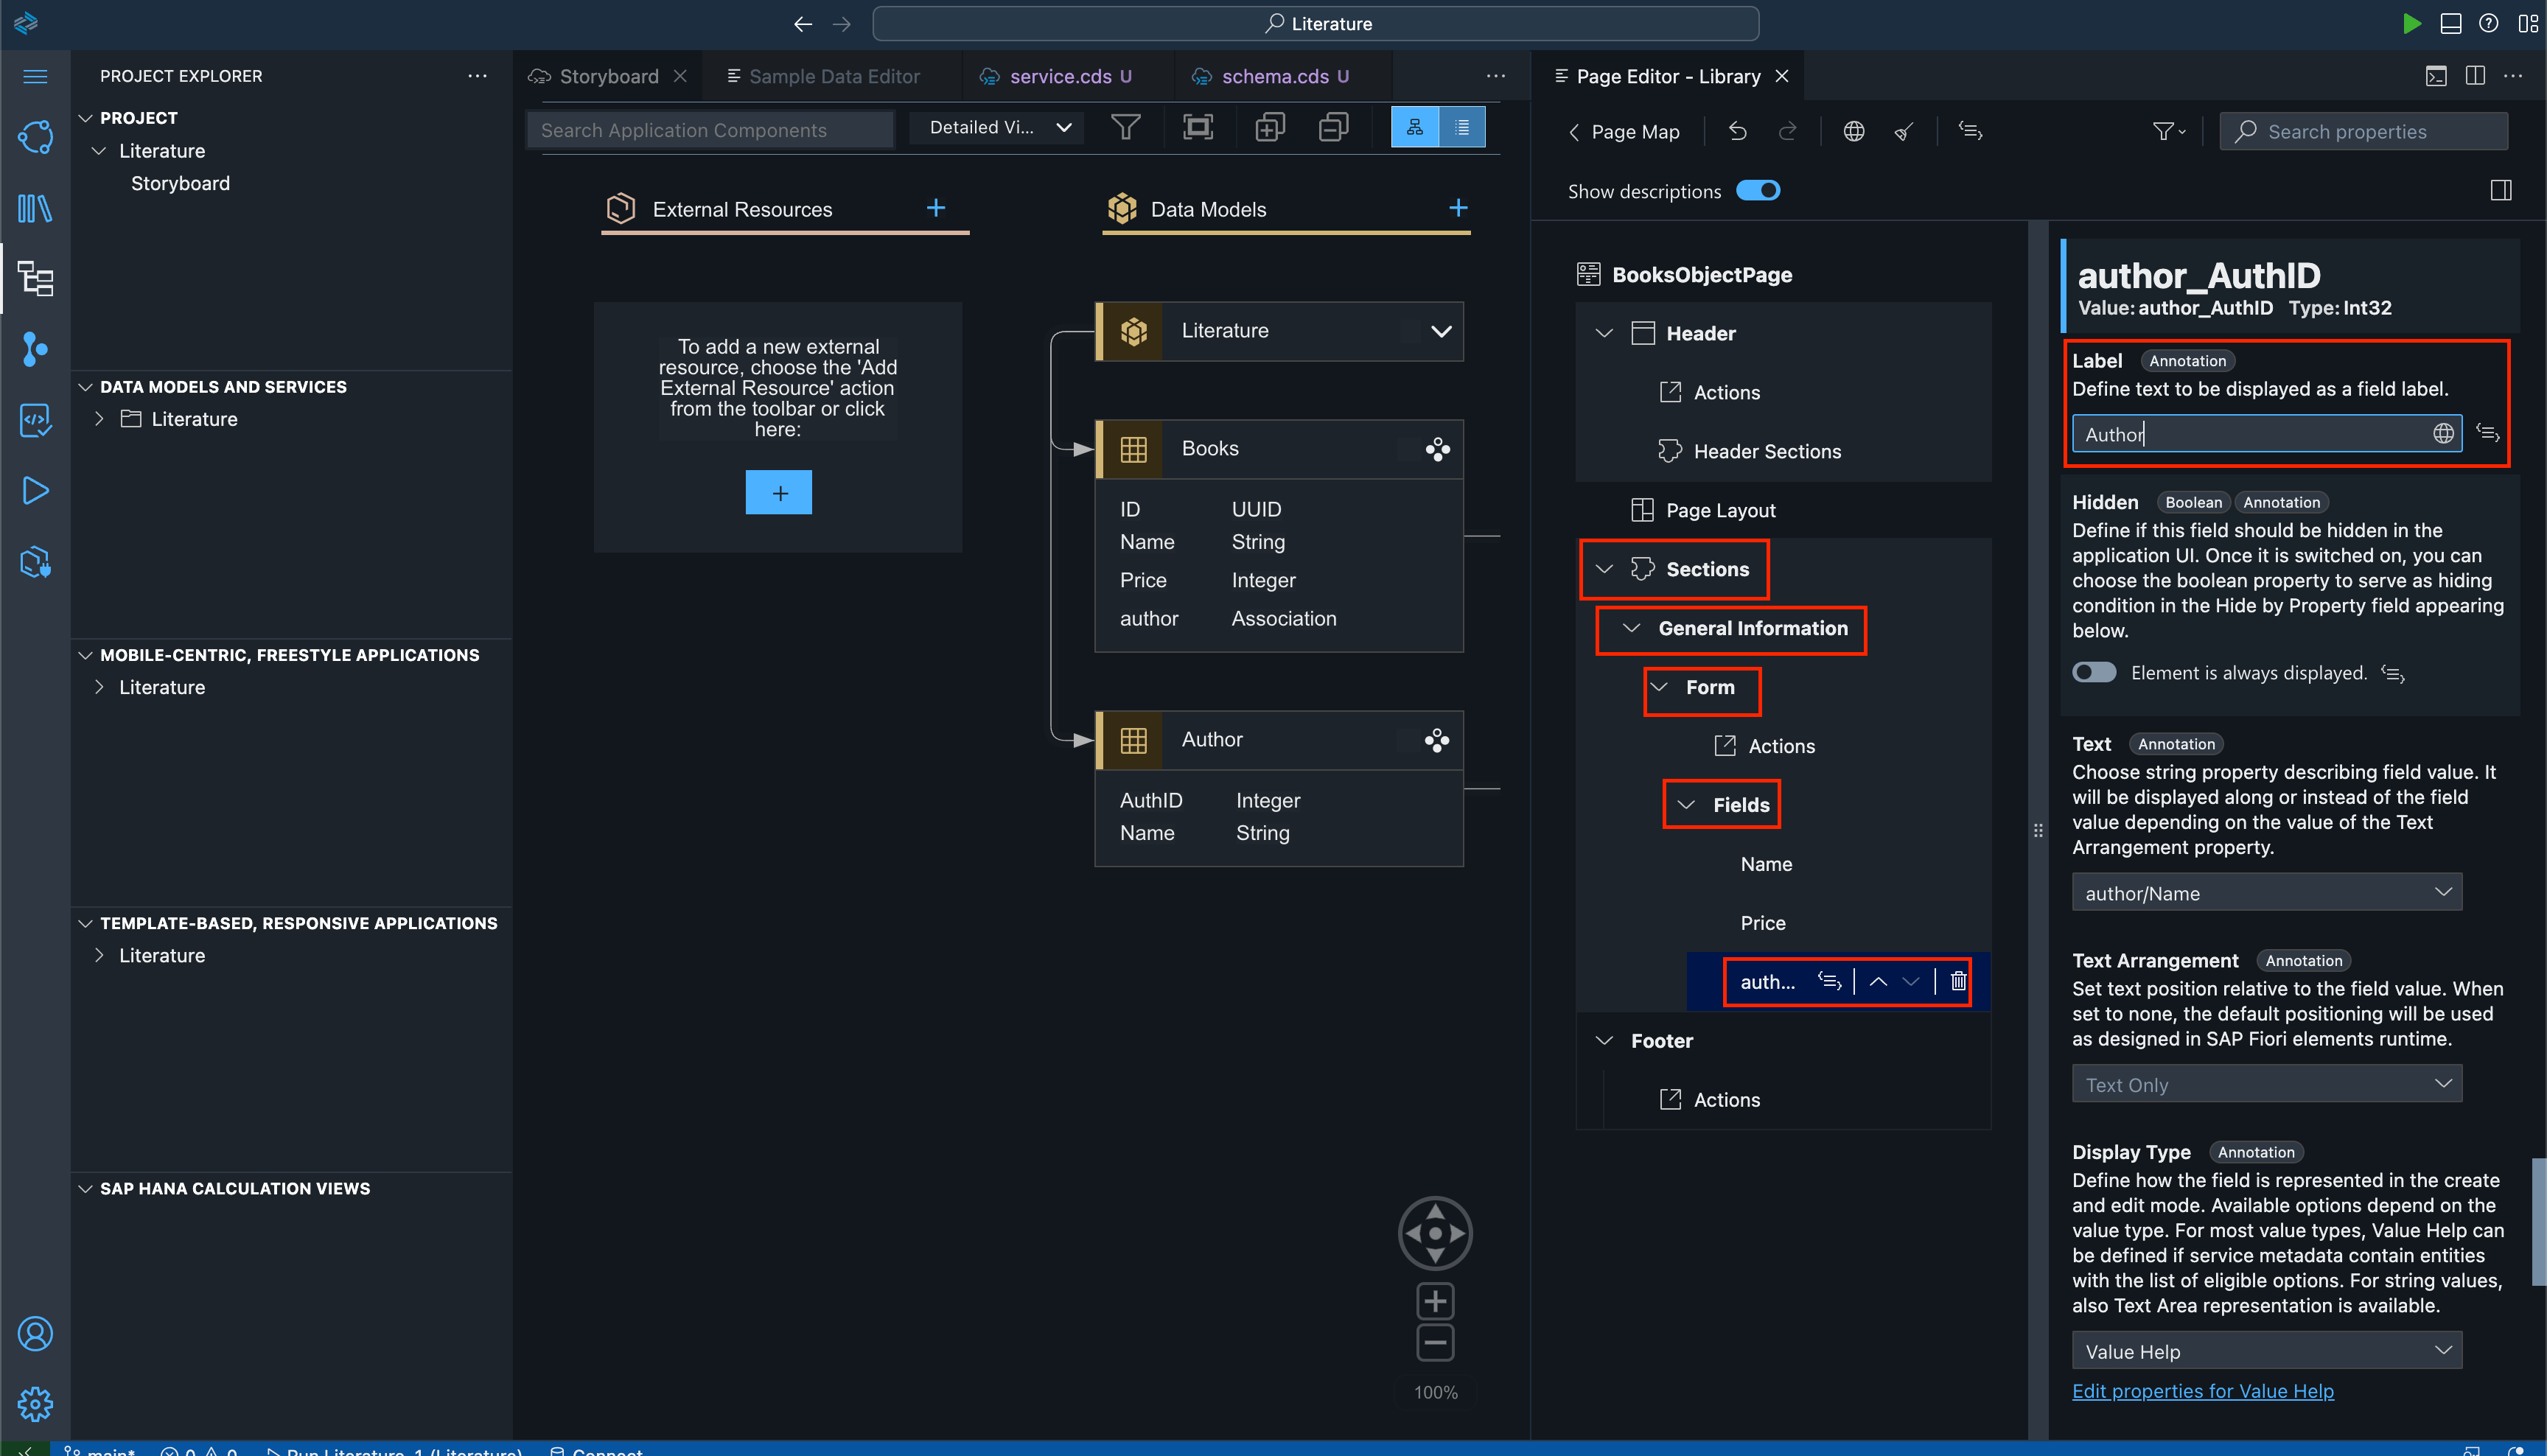 Literature
PROJECT EXPLORER
PROJECT
Literature
Storyboard
DATA MODELS AND SERVICES
Literature
MOBILE-CENTRIC, FREESTYLE APPLICATIONS
Literature
TEMPLATE-BASED, RESPONSIVE APPLICATIONS
Literature
SAP HANA CALCULATION VIEWS
Storyboard
Sample Data Editor
service.cds U
schema.cds U
Search Application Components
Detailed Vi...
External Resources
Data Models
To add a new external
resource, choose the 'Add
External Resource' action
from the toolbar or click
here:
Literature
Books
ID UUID
Name String
Price Integer
author Association
Author
AuthID Integer
Name String
100%
Page Editor - Library
Page Map
Search properties
Show descriptions
BooksObjectPage
Header
Actions
Header Sections
Page Layout
Sections
General Information
Form
Actions
Fields
Name
Price
auth...
Footer
Actions
author_AuthID
Value: author_AuthID Type: Int32
Label Annotation
Define text to be displayed as a field label.
Author
Hidden Boolean Annotation
Define if this field should be hidden in the
application UI. Once it is switched on, you can
choose the boolean property to serve as hiding
condition in the Hide by Property field appearing
below.
Element is always displayed.
Text Annotation
Choose string property describing field value. It
will be displayed along or instead of the field
value depending on the value of the Text
Arrangement property.
author/Name
Text Arrangement Annotation
Set text position relative to the field value. When
set to none, the default positioning will be used
as designed in SAP Fiori elements runtime.
Text Only
Display Type Annotation
Define how the field is represented in the create
and edit mode. Available options depend on the
value type. For most value types, Value Help can
be defined if service metadata contain entities
with the list of eligible options. For string values,
also Text Area representation is available.
Value Help
Edit properties for Value Help
main* 0 0 Run Literature-1 (Literature) Connect